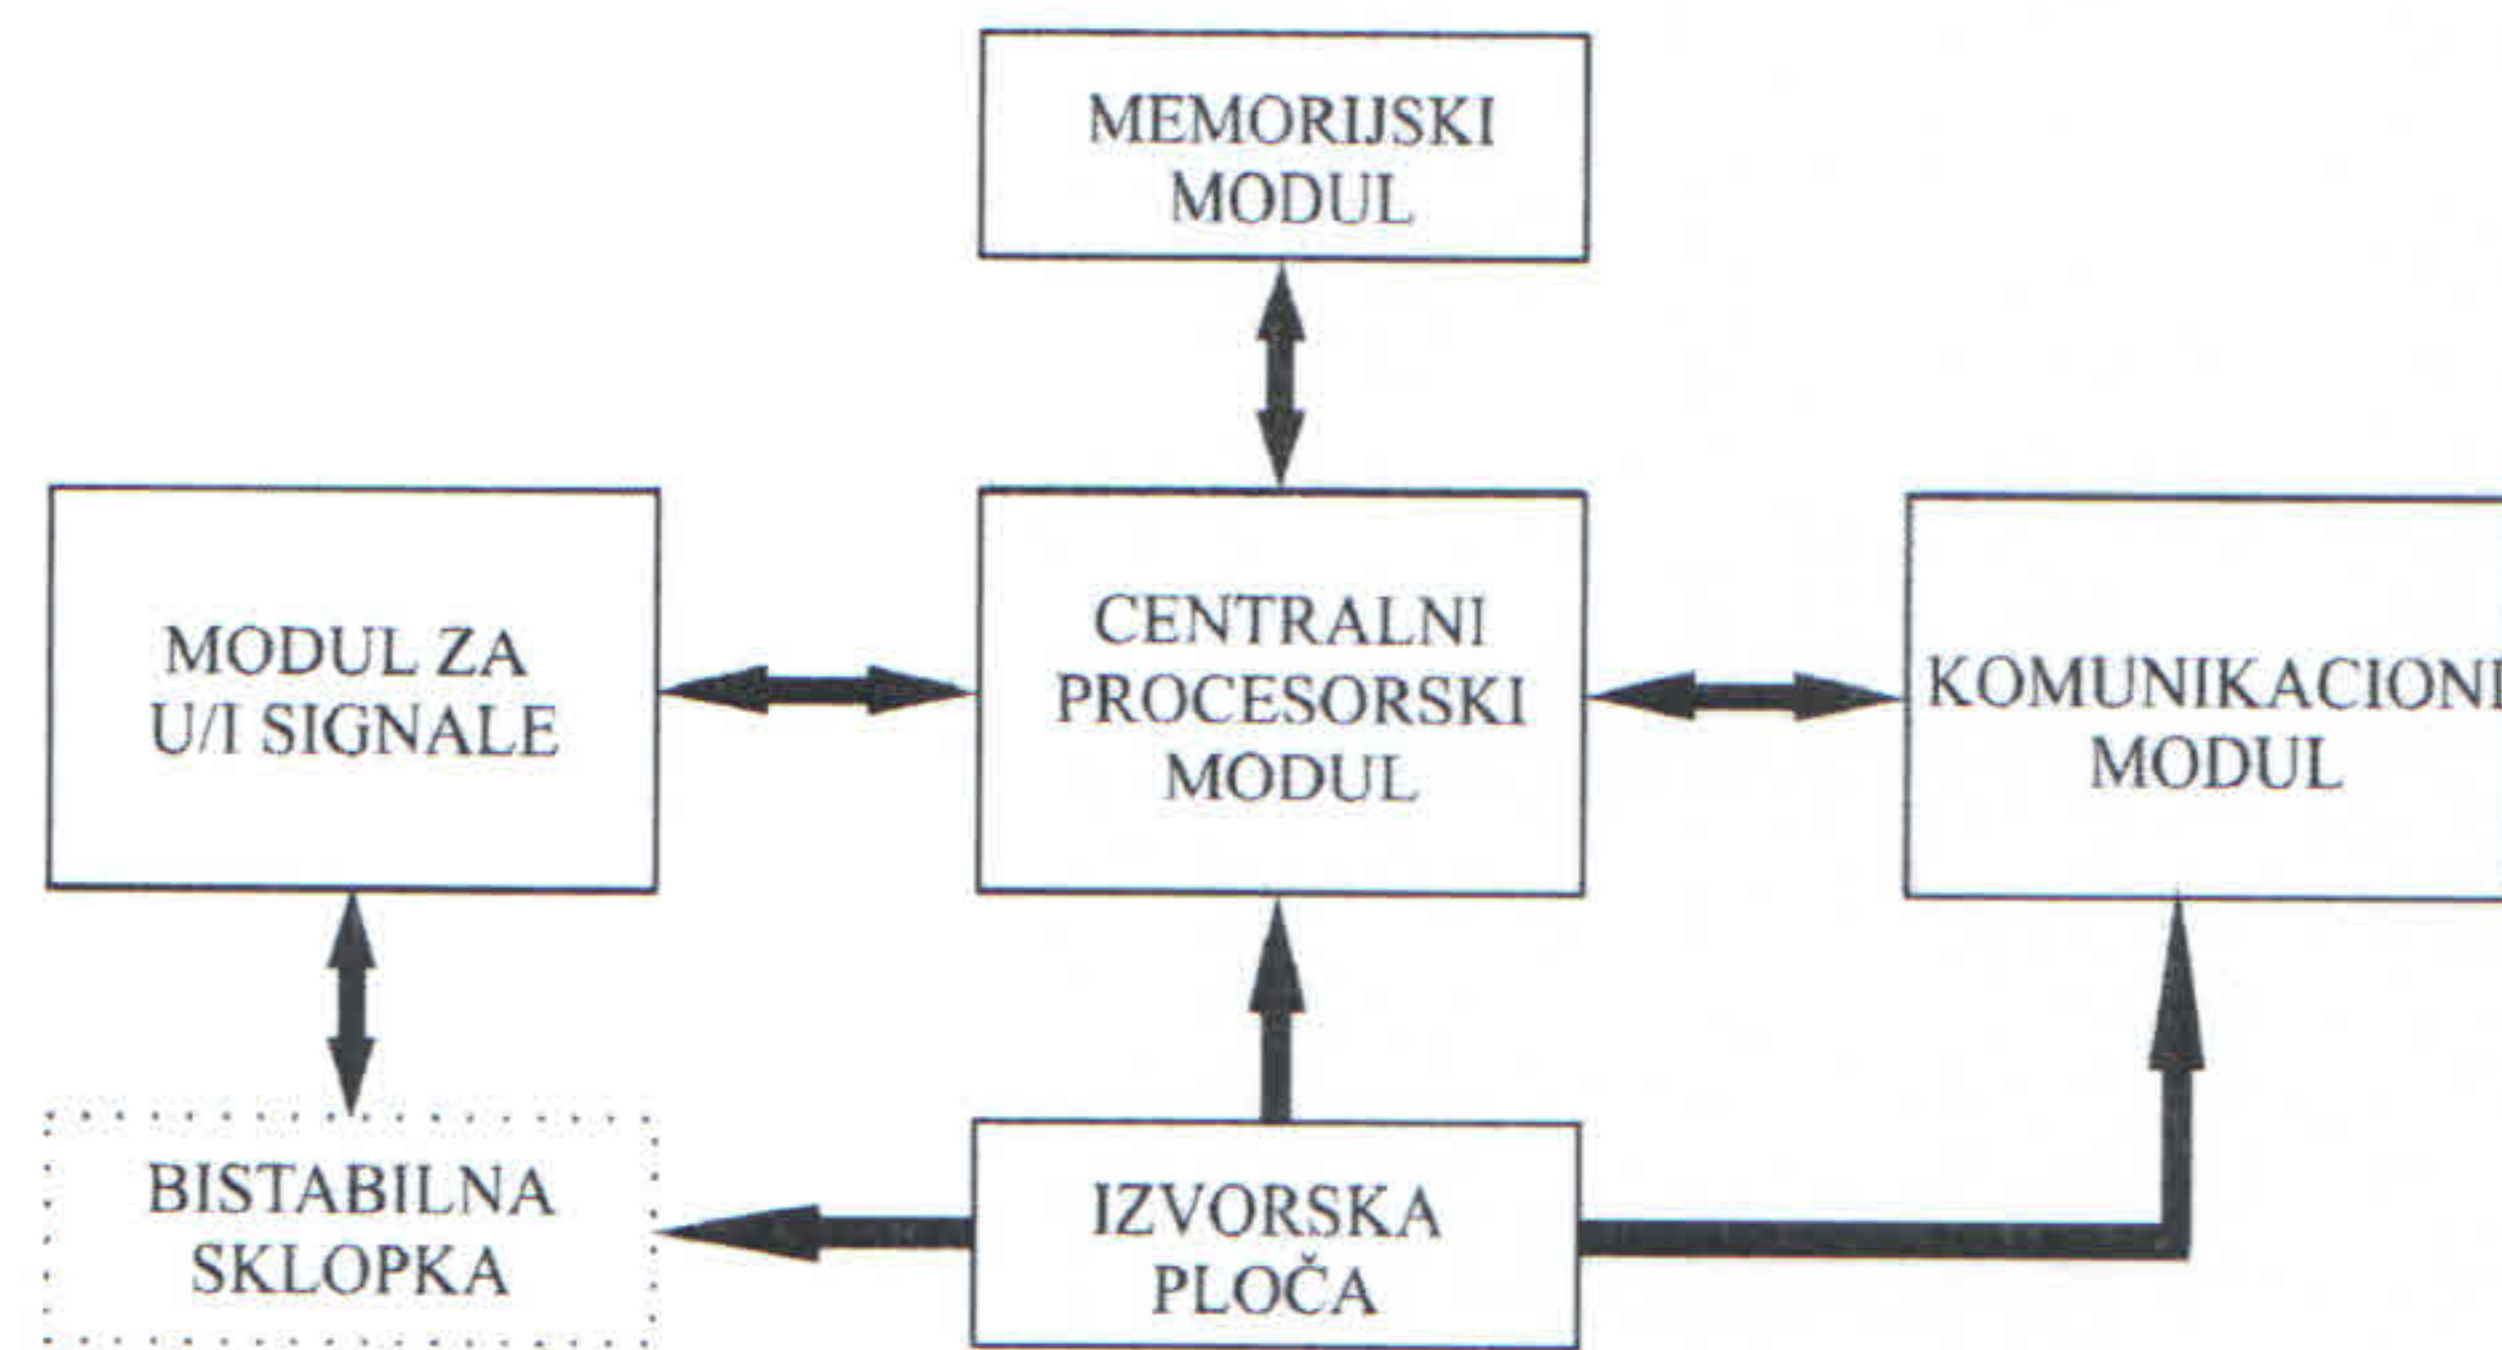 MEMORIJSKI
MODUL
MODUL ZA
U/I SIGNALE
CENTRALNI
PROCESORSKI
MODUL
KOMUNIKACIONI
MODUL
BISTABILNA
SKLOPKA
IZVORSKA
PLOČA